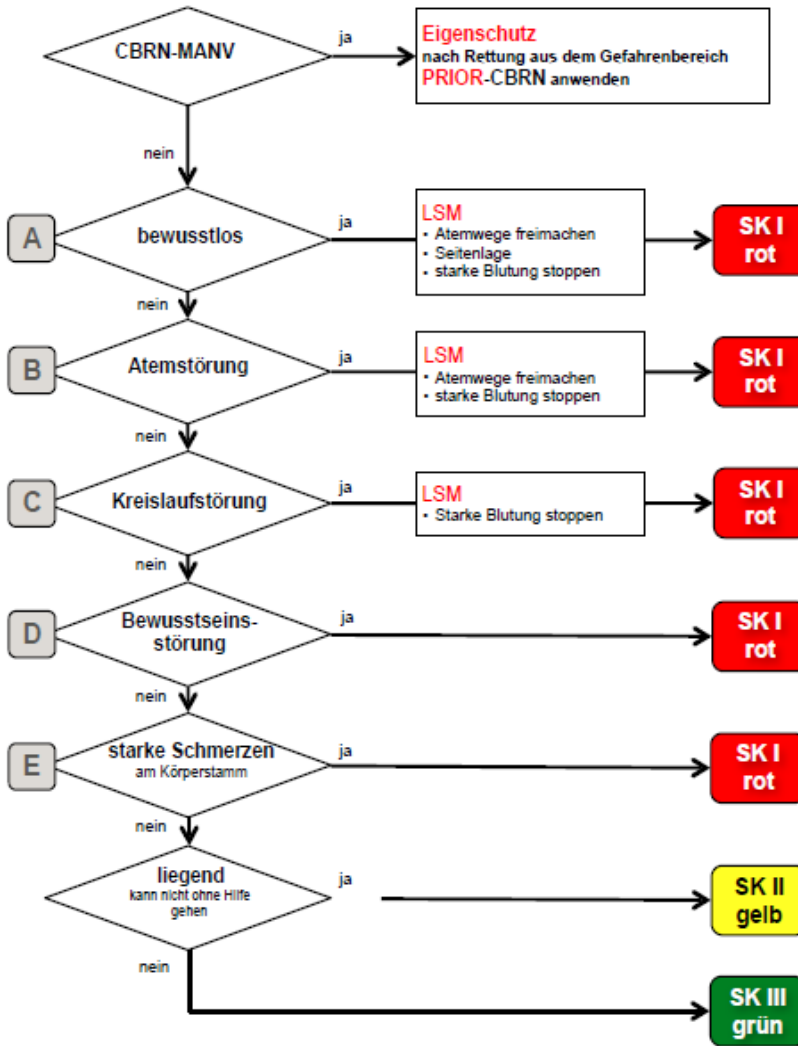 CBRN-MANV
ja
Eigenschutz
nach Rettung aus dem Gefahrenbereich
PRIOR-CBRN anwenden
nein
A
bewusstlos
ja
LSM
• Atemwege freimachen
• Seitenlage
• starke Blutung stoppen
SK I
rot
nein
B
Atemstörung
ja
LSM
• Atemwege freimachen
• starke Blutung stoppen
SK I
rot
nein
C
Kreislaufstörung
ja
LSM
• Starke Blutung stoppen
SK I
rot
nein
D
Bewusstseins-
störung
ja
SK I
rot
nein
E
starke Schmerzen
am Körperstamm
ja
SK I
rot
nein
liegend
kann nicht ohne Hilfe
gehen
ja
SK II
gelb
nein
SK III
grün